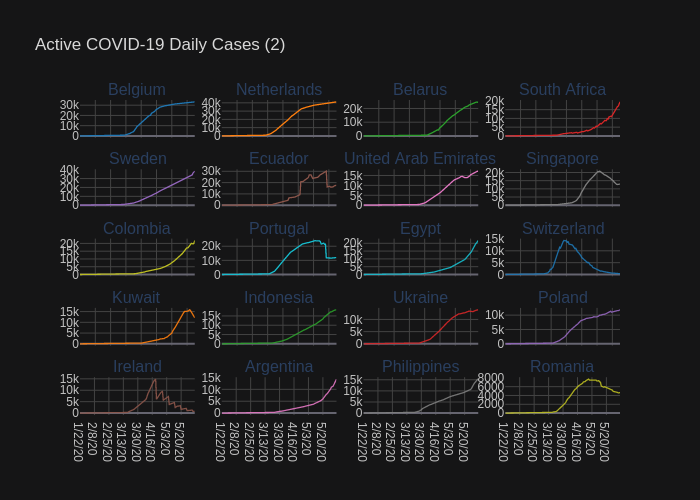 Active COVID-19 Daily Cases (2)
Belgium Netherlands Belarus South Africa
30k 20k 10k 0 40k 30k 20k 10k 0 20k 10k 0 20k 15k 10k 5k 0
Sweden Ecuador United Arab Emirates Singapore
40k 30k 20k 10k 0 30k 20k 10k 0 15k 10k 5k 0 20k 15k 10k 5k 0
Colombia Portugal Egypt Switzerland
20k 15k 10k 5k 0 20k 10k 0 20k 15k 10k 5k 0 15k 10k 5k 0
Kuwait Indonesia Ukraine Poland
15k 10k 5k 0 15k 10k 5k 0 10k 5k 0 10k 5k 0
Ireland Argentina Philippines Romania
15k 10k 5k 0 15k 10k 5k 0 15k 10k 5k 0 8000 6000 4000 2000 0
1/22/20 2/8/20 2/25/20 3/13/20 3/30/20 4/16/20 5/3/20 5/20/20 1/22/20 2/8/20 2/25/20 3/13/20 3/30/20 4/16/20 5/3/20 5/20/20 1/22/20 2/8/20 2/25/20 3/13/20 3/30/20 4/16/20 5/3/20 5/20/20 1/22/20 2/8/20 2/25/20 3/13/20 3/30/20 4/16/20 5/3/20 5/20/20